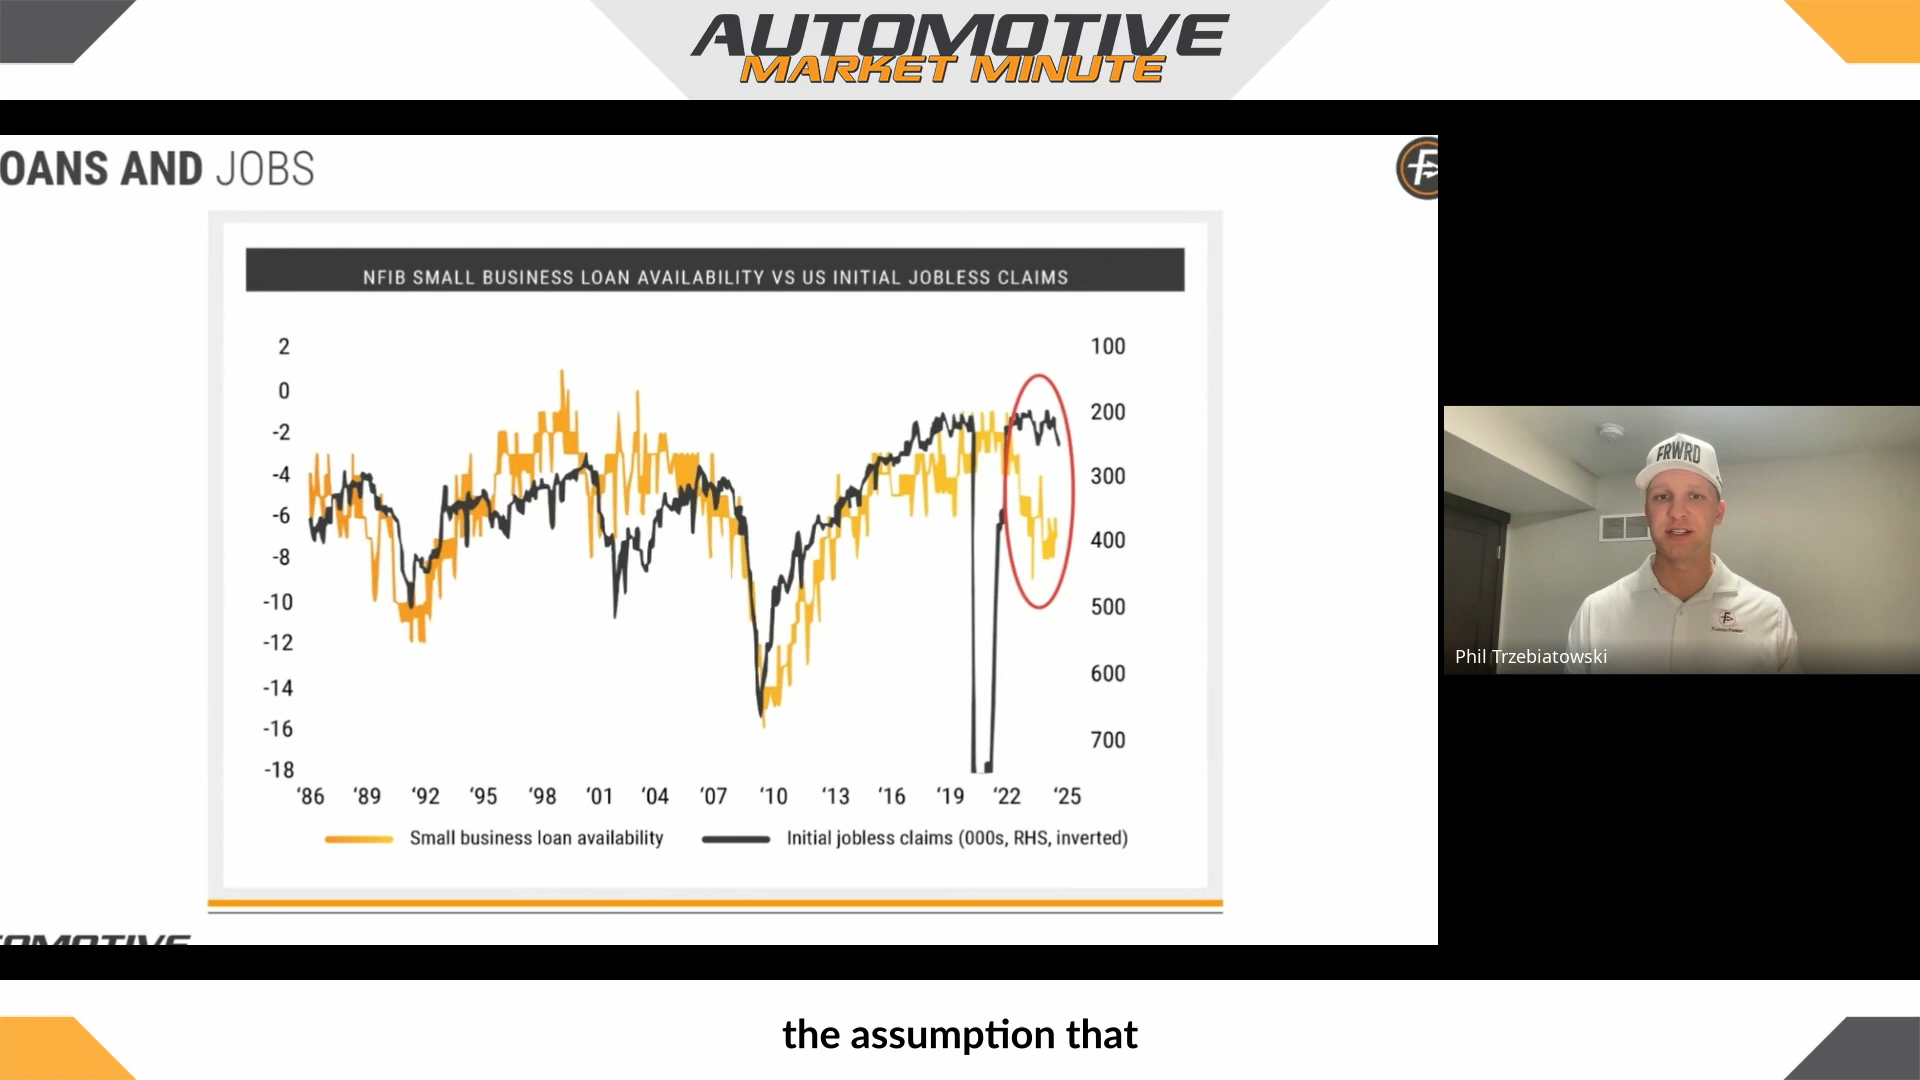 AUTOMOTIVE
MARKET MINUTE
OANS AND JOBS
F
NFIB SMALL BUSINESS LOAN AVAILABILITY VS US INITIAL JOBLESS CLAIMS
2
0
-2
-4
-6
-8
-10
-12
-14
-16
-18
100
200
300
400
500
600
700
‘86 ‘89 ‘92 ‘95 ‘98 ‘01 ‘04 ‘07 ‘10 ‘13 ‘16 ‘19 ‘22 ‘25
Small business loan availability Initial jobless claims (000s, RHS, inverted)
FRWRD
F
Phil Trzebiatowski
OMOTIVE
the assumption that